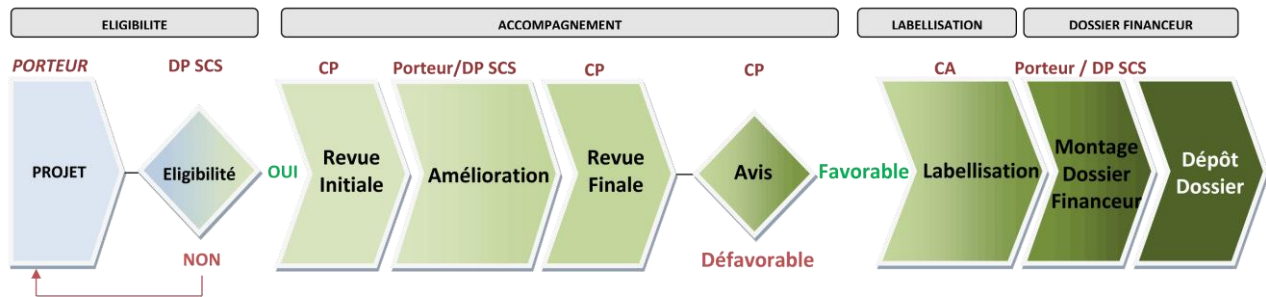 ELIGIBILITE
ACCOMPAGNEMENT
LABELLISATION
DOSSIER FINANCEUR
PORTEUR
DP SCS
CP
Porteur/DP SCS
CP
CP
CA
Porteur / DP SCS
PROJET
Eligibilité
OUI
Revue
Initiale
Amélioration
Revue
Finale
Avis
Favorable
Labellisation
Montage
Dossier
Financeur
Dépôt
Dossier
NON
Défavorable